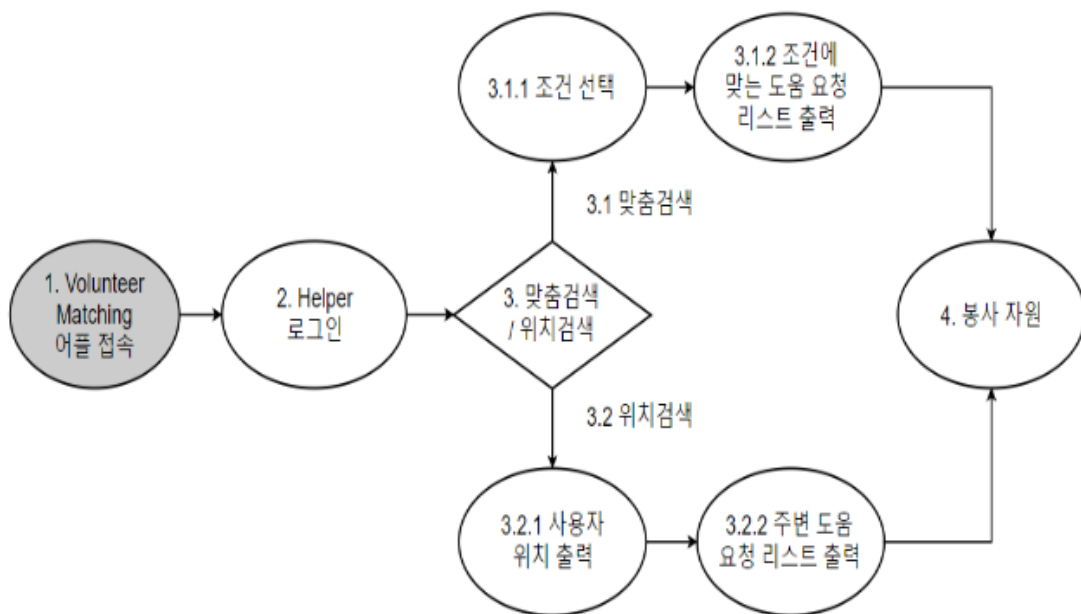 3.1.1 조건 선택
3.1.2 조건에
맞는 도움 요청
리스트 출력
3.1 맞춤검색
1. Volunteer
Matching
어플 접속
2. Helper
로그인
3. 맞춤검색
/ 위치검색
4. 봉사 자원
3.2 위치검색
3.2.1 사용자
위치 출력
3.2.2 주변 도움
요청 리스트 출력